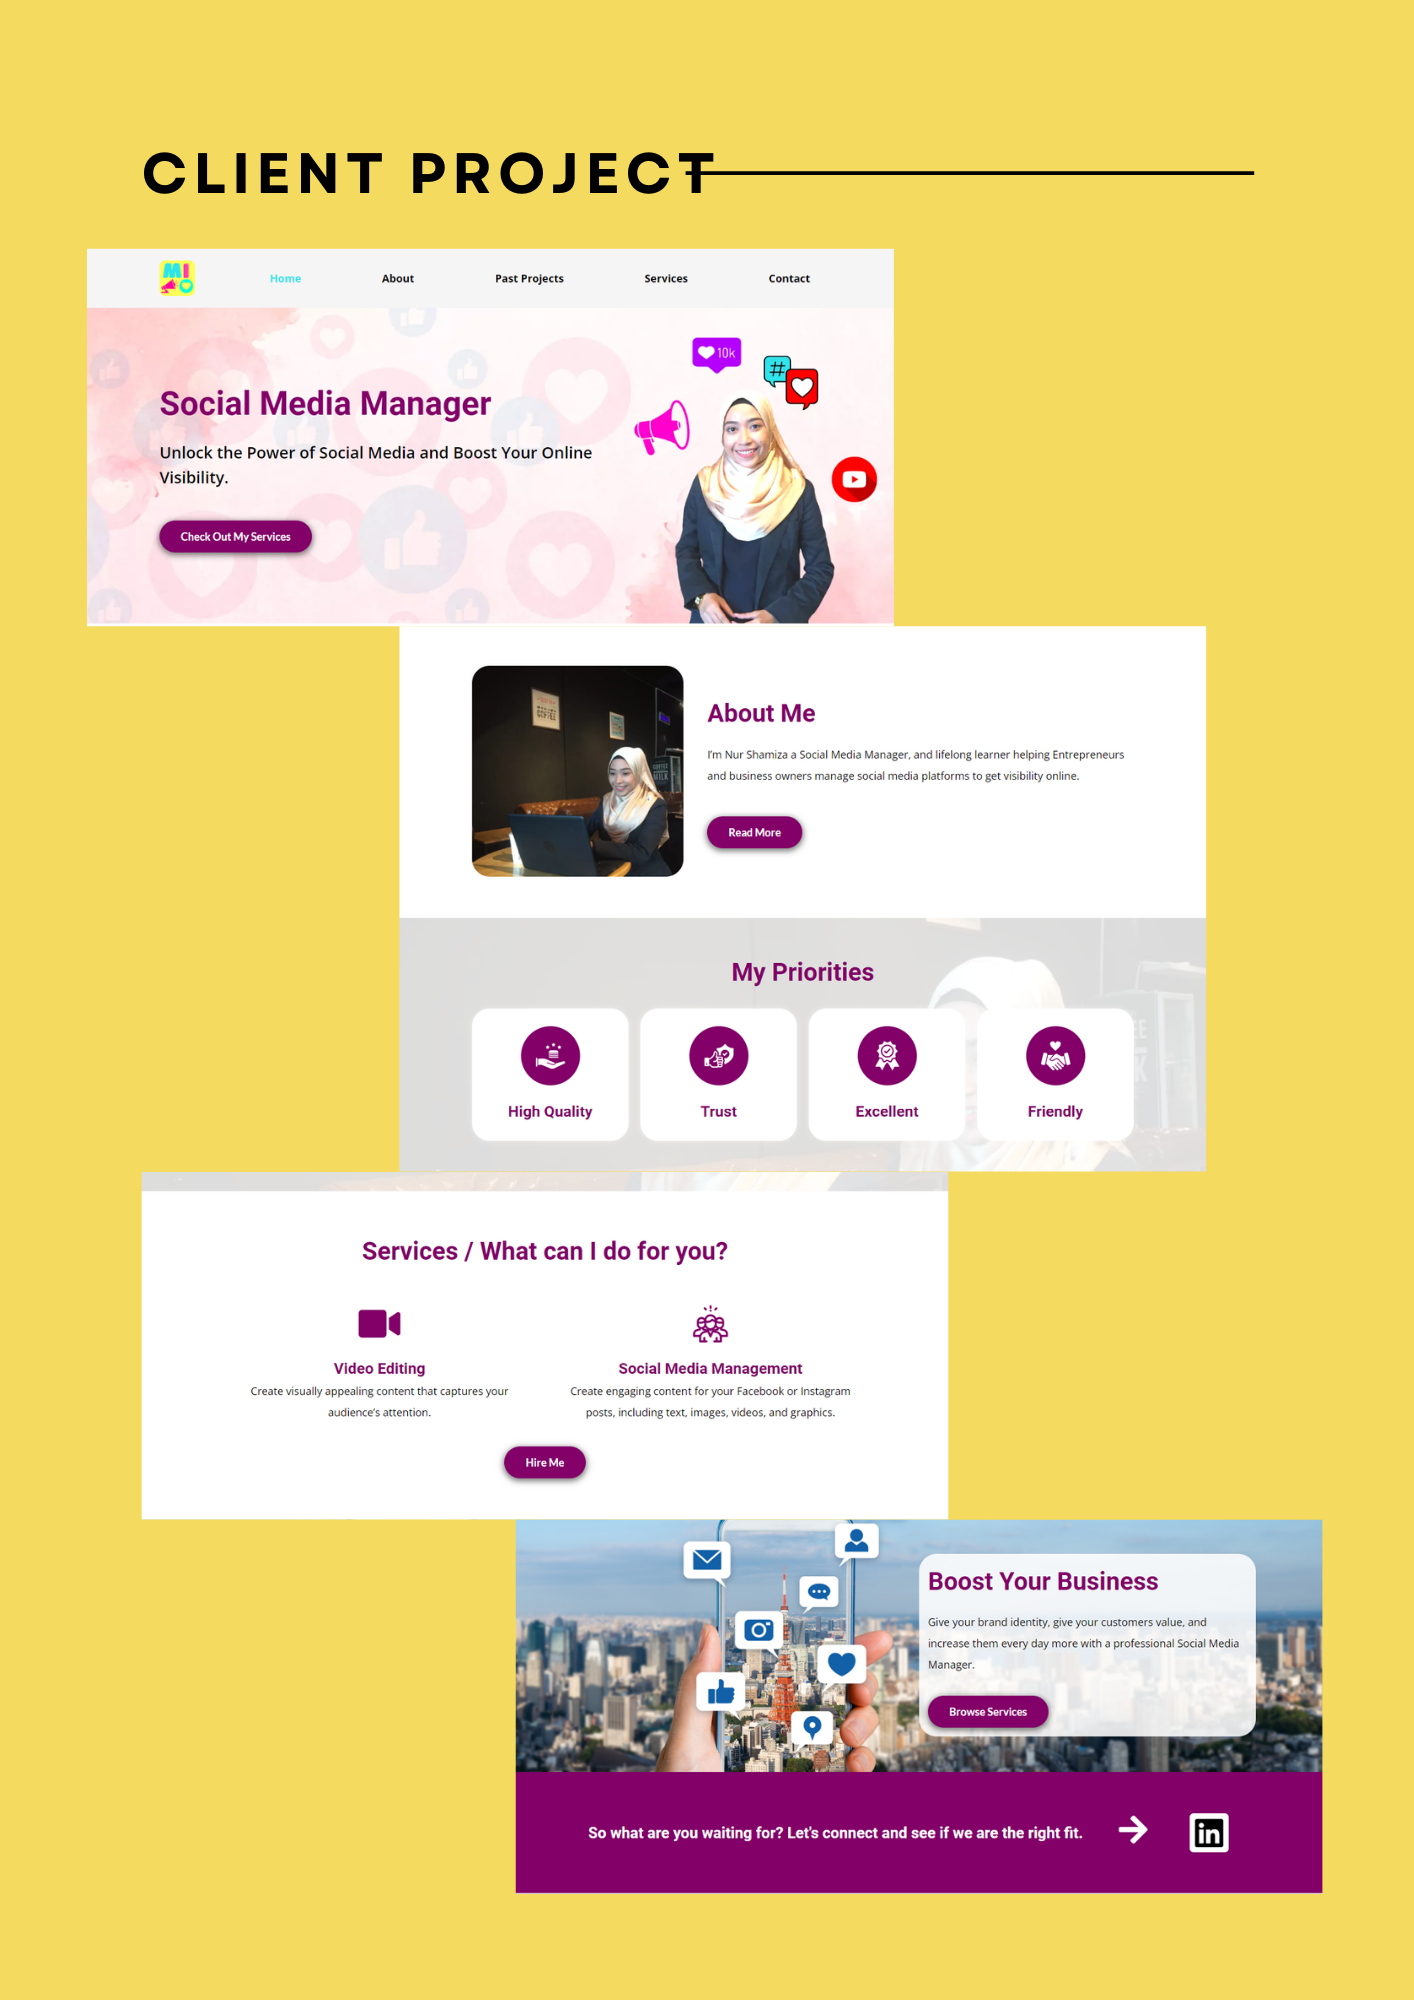 CLIENT PROJECT
MI
Home
About
Past Projects
Services
Contact
Social Media Manager
Unlock the Power of Social Media and Boost Your Online
Visibility.
Check Out My Services
10k
#
About Me
I'm Nur Shamiza a Social Media Manager, and lifelong learner helping Entrepreneurs
and business owners manage social media platforms to get visibility online.
Read More
My Priorities
High Quality
Trust
Excellent
Friendly
Services / What can I do for you?
Video Editing
Create visually appealing content that captures your
audience's attention.
Social Media Management
Create engaging content for your Facebook or Instagram
posts, including text, images, videos, and graphics.
Hire Me
Boost Your Business
Give your brand identity, give your customers value, and
increase them every day more with a professional Social Media
Manager.
Browse Services
So what are you waiting for? Let's connect and see if we are the right fit.
in